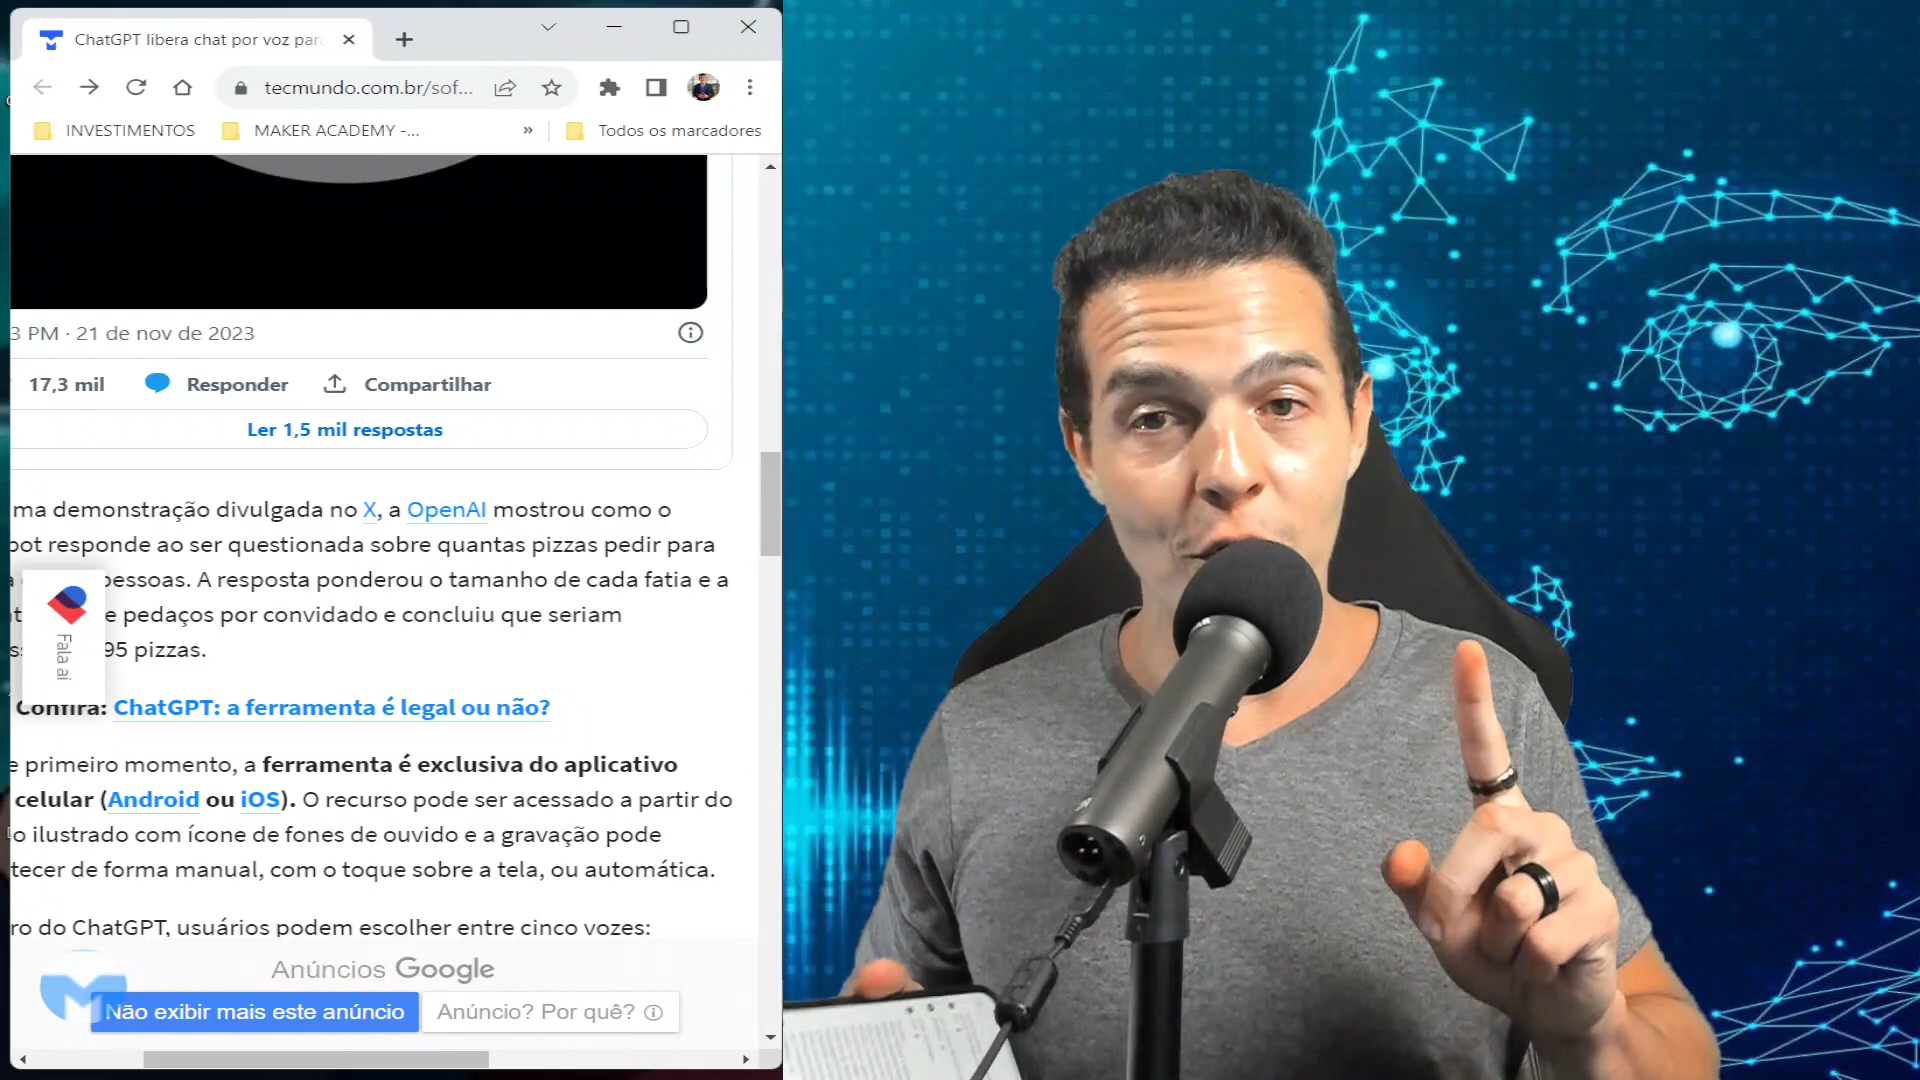 ChatGPT libera chat por voz par
tecmundo.com.br/sof...
INVESTIMENTOS
MAKER ACADEMY -...
»
Todos os marcadores
3 PM · 21 de nov de 2023
17,3 mil
Responder
Compartilhar
Ler 1,5 mil respostas
ma demonstração divulgada no X, a OpenAI mostrou como o
bot responde ao ser questionada sobre quantas pizzas pedir para
a pessoas. A resposta ponderou o tamanho de cada fatia e a
e pedaços por convidado e concluiu que seriam
95 pizzas.
Fala aí
Confira: ChatGPT: a ferramenta é legal ou não?
e primeiro momento, a ferramenta é exclusiva do aplicativo
celular (Android ou iOS). O recurso pode ser acessado a partir do
o ilustrado com ícone de fones de ouvido e a gravação pode
tecer de forma manual, com o toque sobre a tela, ou automática.
ro do ChatGPT, usuários podem escolher entre cinco vozes:
Anúncios Google
Não exibir mais este anúncio
Anúncio? Por quê?